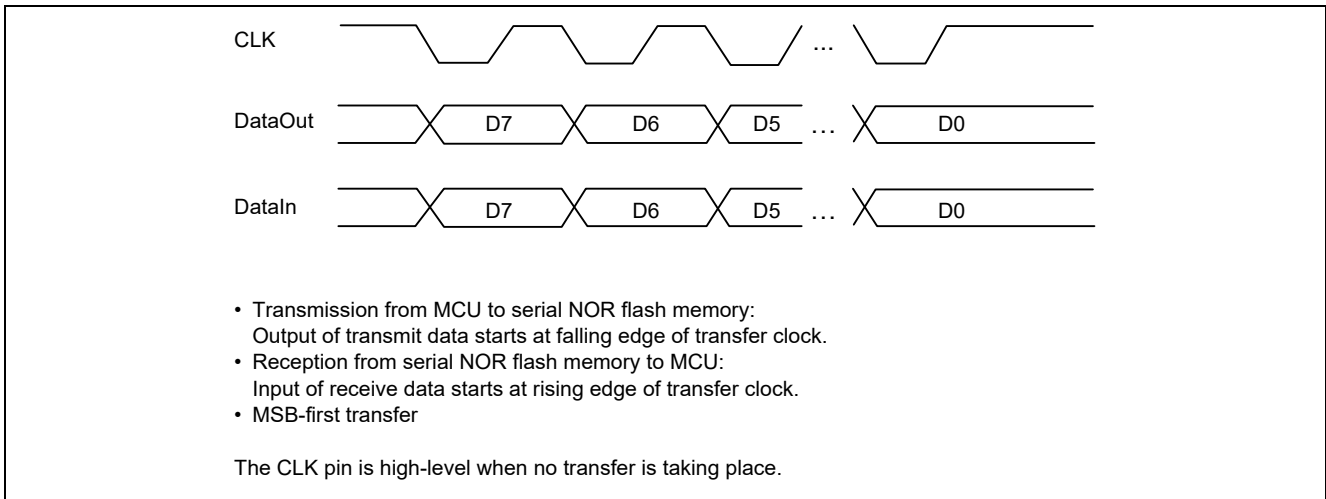 CLK ...
DataOut D7 D6 D5 ... D0
DataIn D7 D6 D5 ... D0
• Transmission from MCU to serial NOR flash memory:
Output of transmit data starts at falling edge of transfer clock.
• Reception from serial NOR flash memory to MCU:
Input of receive data starts at rising edge of transfer clock.
• MSB-first transfer
The CLK pin is high-level when no transfer is taking place.